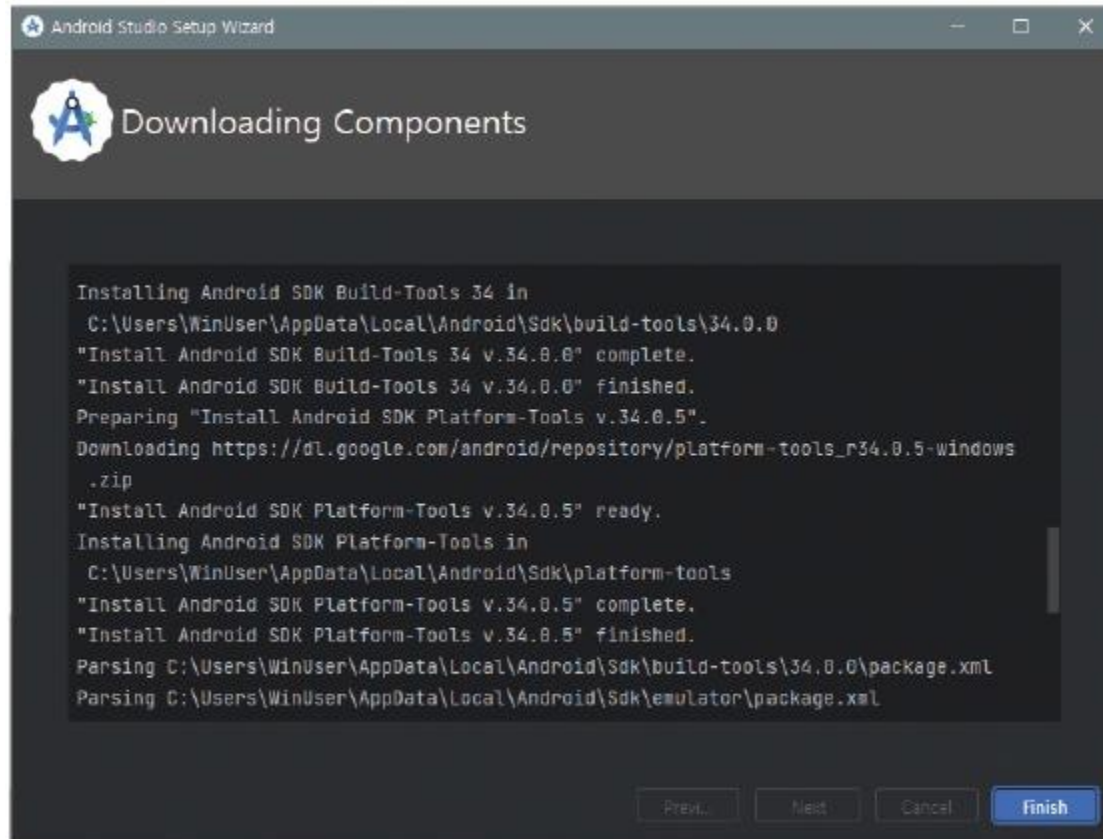 Android Studio Setup Wizard
Downloading Components
Installing Android SDK Build-Tools 34 in
C:\Users\WinUser\AppData\Local\Android\Sdk\build-tools\34.0.0
"Install Android SDK Build-Tools 34 v.34.0.0" complete.
"Install Android SDK Build-Tools 34 v.34.0.0" finished.
Preparing "Install Android SDK Platform-Tools v.34.0.5".
Downloading https://dl.google.com/android/repository/platform-tools_r34.0.5-windows
.zip
"Install Android SDK Platform-Tools v.34.0.5" ready.
Installing Android SDK Platform-Tools in
C:\Users\WinUser\AppData\Local\Android\Sdk\platform-tools
"Install Android SDK Platform-Tools v.34.0.5" complete.
"Install Android SDK Platform-Tools v.34.0.5" finished.
Parsing C:\Users\WinUser\AppData\Local\Android\Sdk\build-tools\34.0.0\package.xml
Parsing C:\Users\WinUser\AppData\Local\Android\Sdk\emulator\package.xml
Previ... Next Cancel Finish